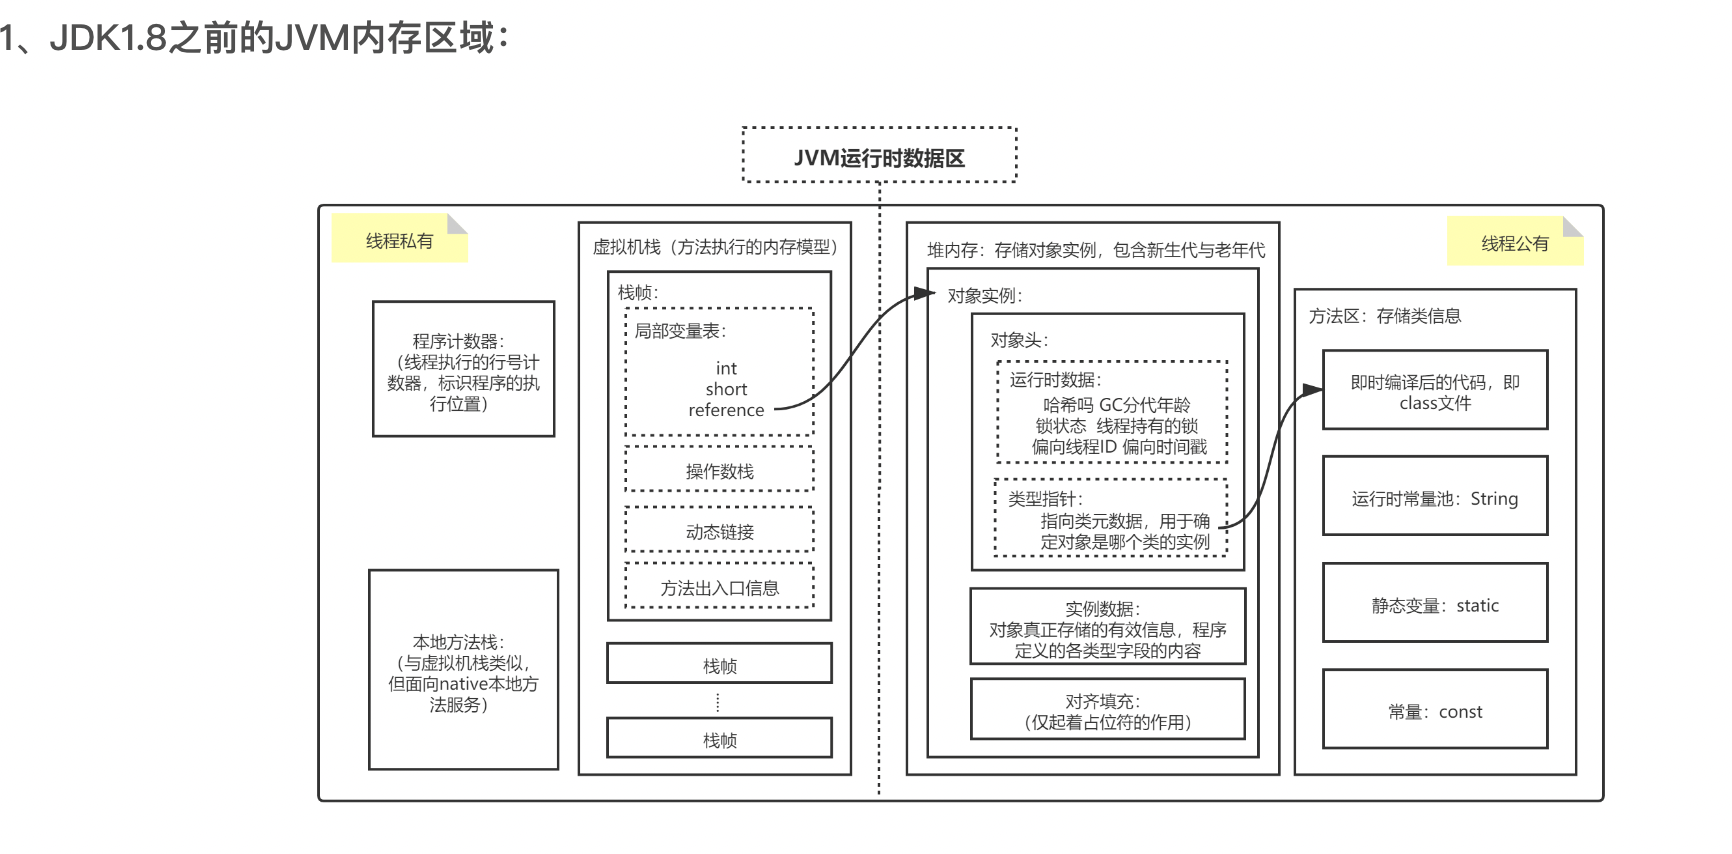 1、JDK1.8之前的JVM内存区域：
JVM运行时数据区
线程私有
程序计数器：
（线程执行的行号计
数器，标识程序的执
行位置）
本地方法栈：
（与虚拟机栈类似，
但面向native本地方
法服务）
虚拟机栈（方法执行的内存模型）
栈帧：
局部变量表：
int
short
reference
操作数栈
动态链接
方法出入口信息
栈帧
栈帧
堆内存：存储对象实例，包含新生代与老年代
对象实例：
对象头：
运行时数据：
哈希吗 GC分代年龄
锁状态 线程持有的锁
偏向线程ID 偏向时间戳
类型指针：
指向类元数据，用于确
定对象是哪个类的实例
实例数据：
对象真正存储的有效信息，程序
定义的各类型字段的内容
对齐填充：
（仅起着占位符的作用）
线程公有
方法区：存储类信息
即时编译后的代码，即
class文件
运行时常量池：String
静态变量：static
常量：const